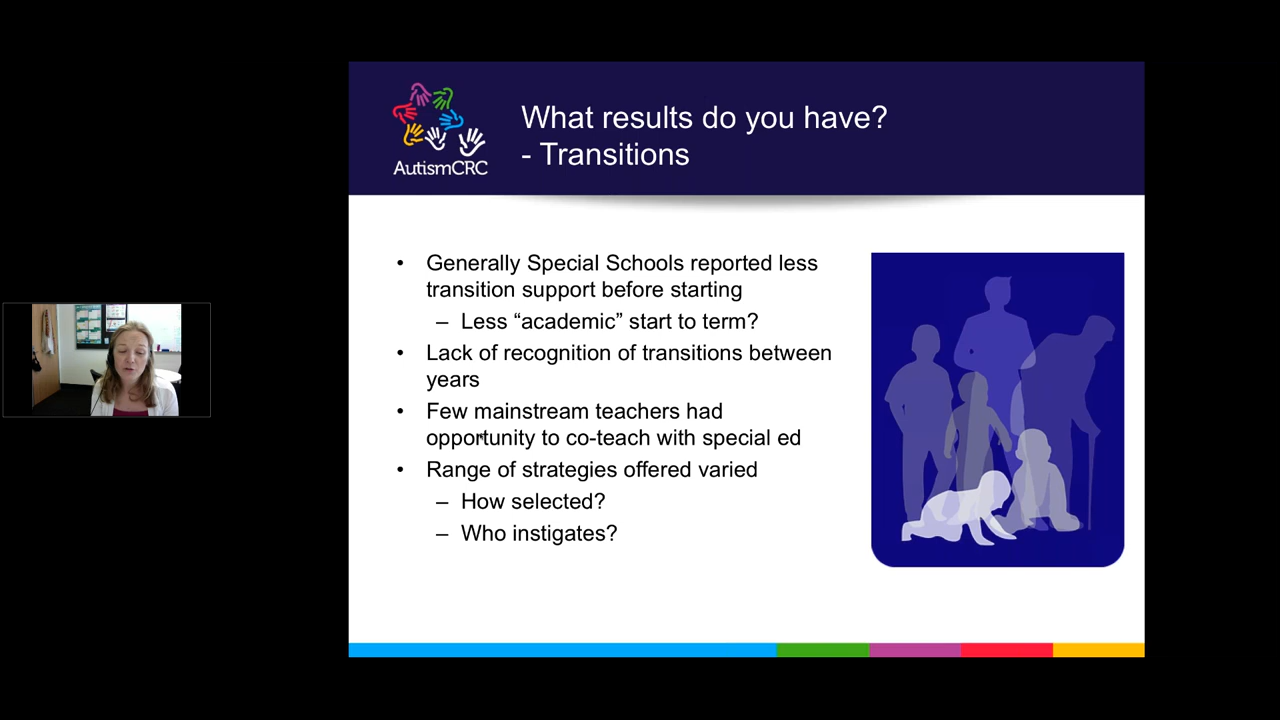 AutismCRC
What results do you have?
- Transitions
• Generally Special Schools reported less
transition support before starting
– Less “academic” start to term?
• Lack of recognition of transitions between
years
• Few mainstream teachers had
opportunity to co-teach with special ed
• Range of strategies offered varied
– How selected?
– Who instigates?